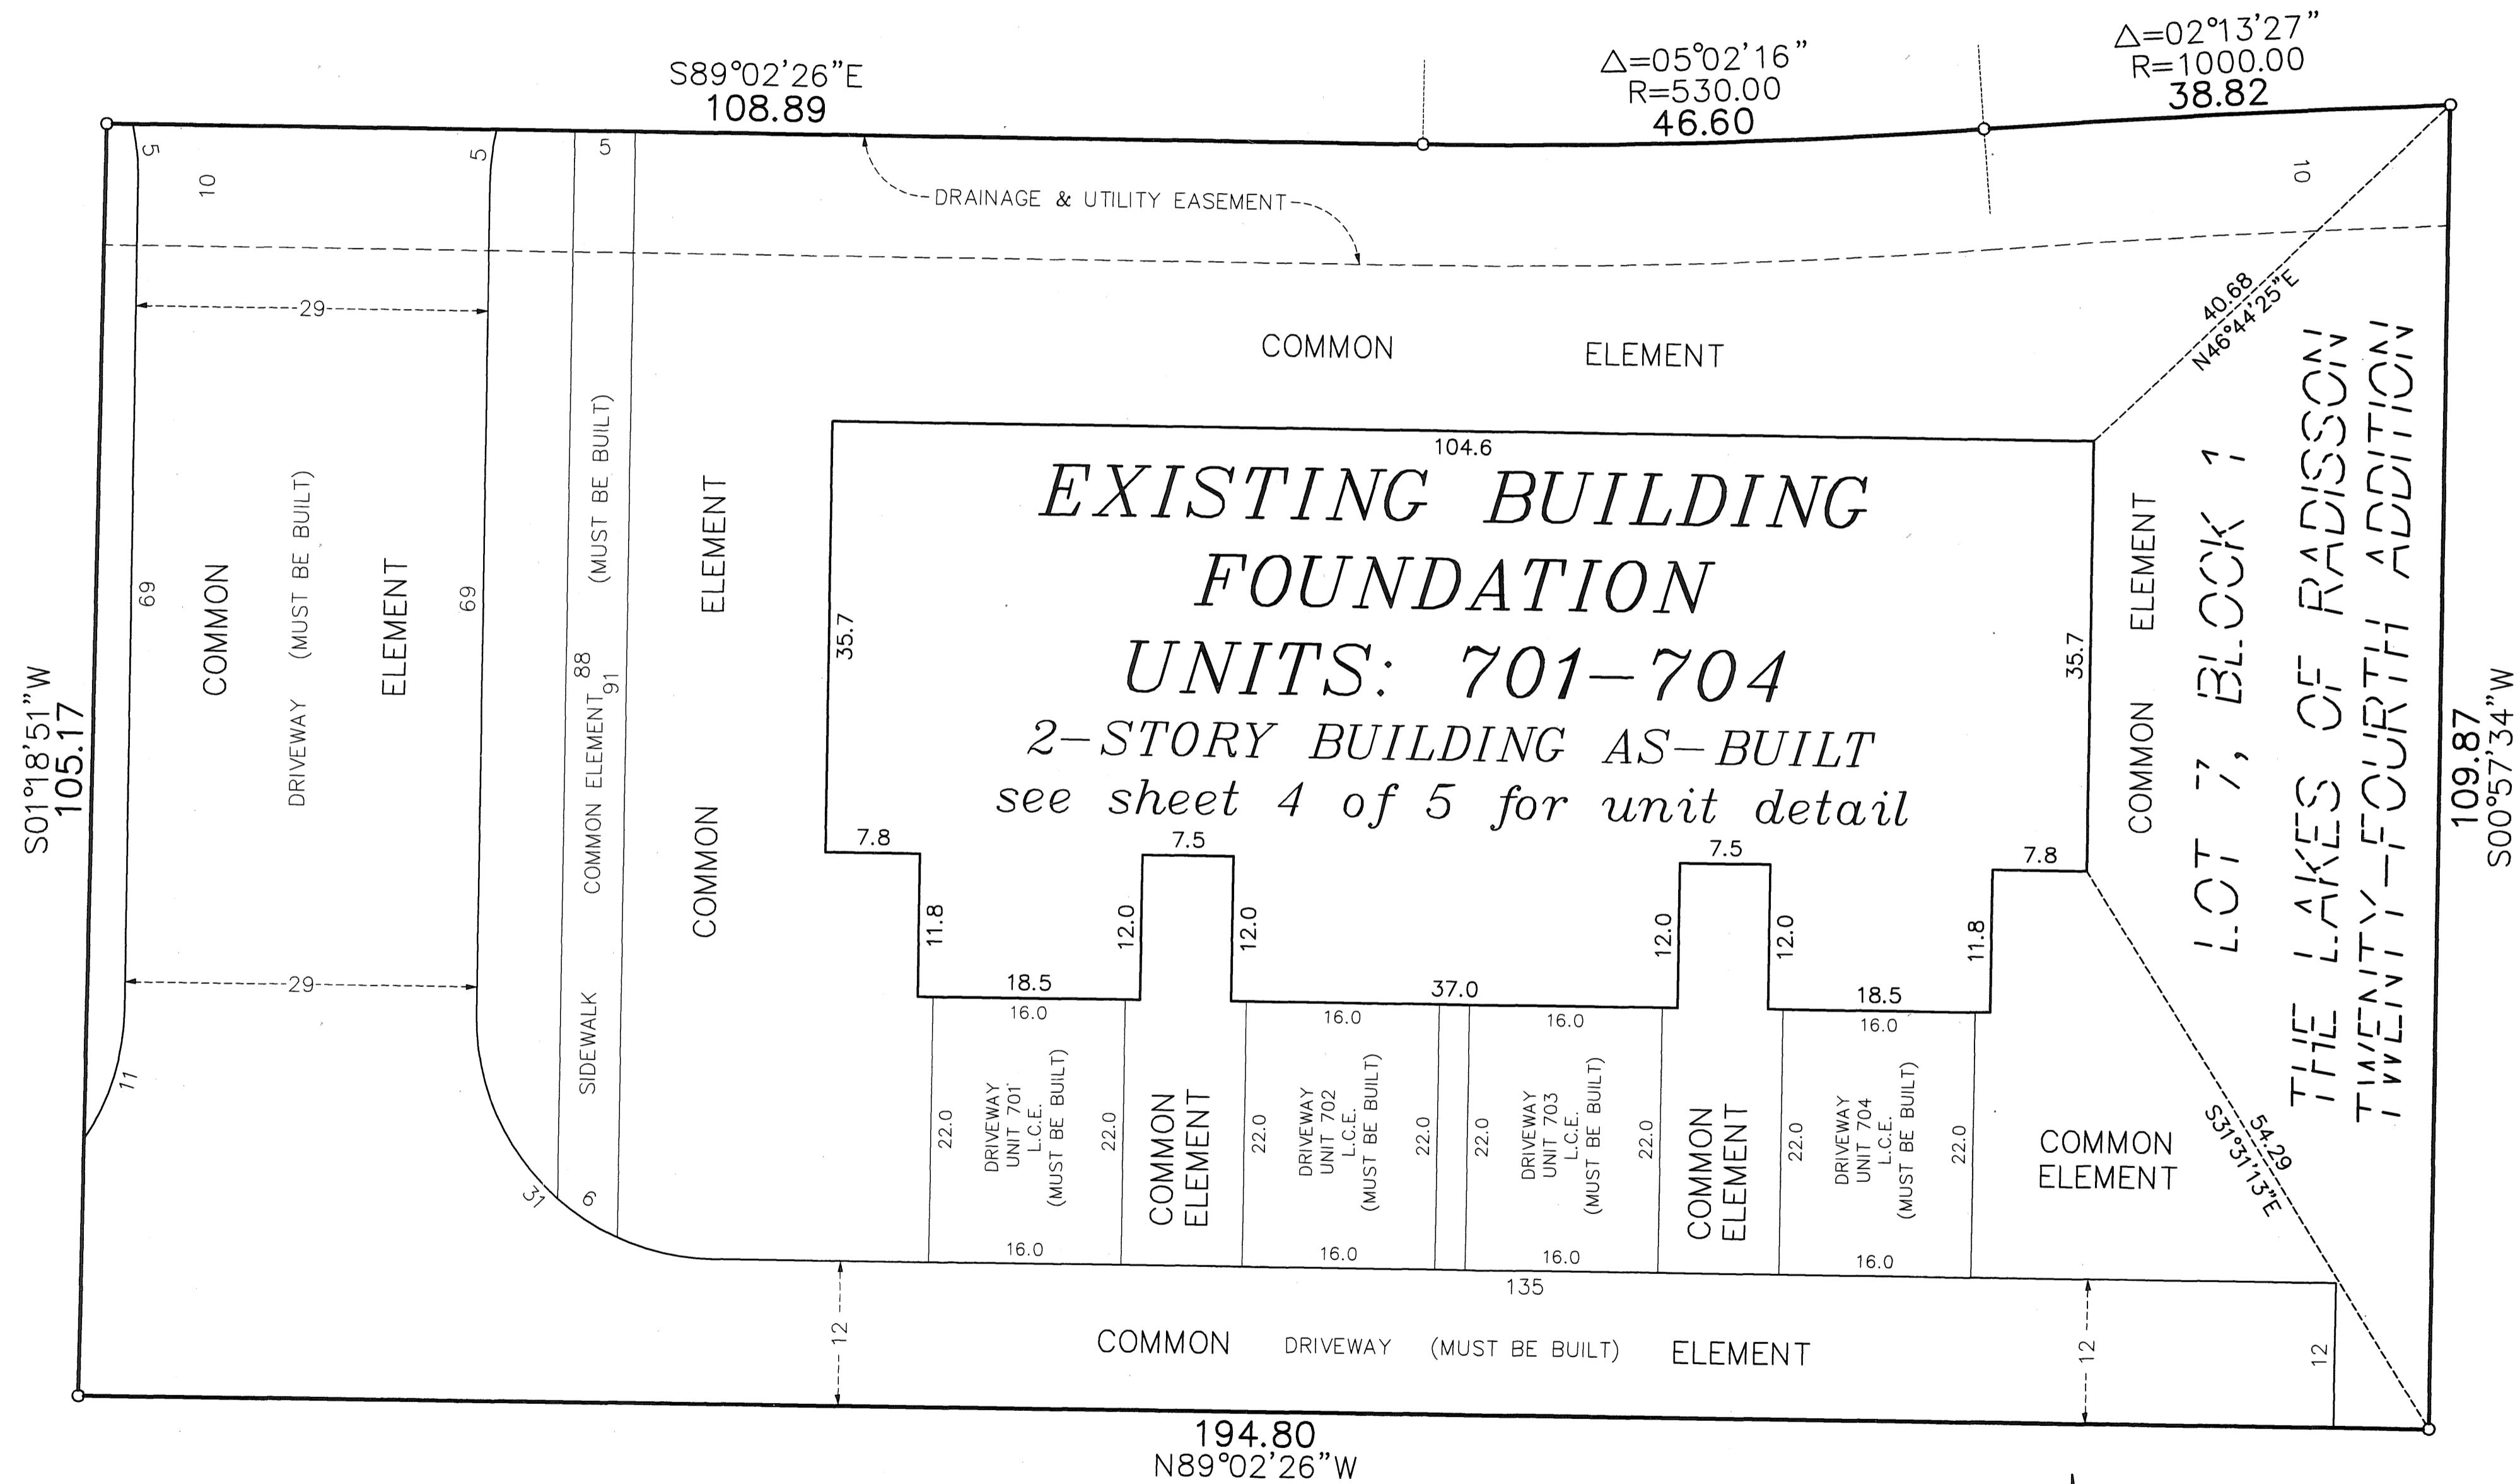 S89°02'26"E
108.89
Δ=05°02'16"
R=530.00
46.60
Δ=02°13'27"
R=1000.00
38.82
5
10
5
5
10
DRAINAGE & UTILITY EASEMENT
29
40.68
N46°44'25"E
COMMON ELEMENT
104.6
EXISTING BUILDING
FOUNDATION
UNITS: 701-704
2-STORY BUILDING AS-BUILT
see sheet 4 of 5 for unit detail
35.7
35.7
S01°18'51"W
105.17
69
COMMON
DRIVEWAY (MUST BE BUILT)
ELEMENT
69
SIDEWALK COMMON ELEMENT (MUST BE BUILT)
88
91
COMMON ELEMENT
COMMON ELEMENT
LOT 7, BLOCK 1
THE LAKES OF RADISSON
TWENTY-FOURTH ADDITION
109.87
S00°57'34"W
7.8
7.5
7.5
7.8
11.8
12.0
12.0
12.0
12.0
11.8
29
18.5
37.0
18.5
16.0
16.0
16.0
16.0
11
31
6
22.0
DRIVEWAY
UNIT 701
L.C.E.
(MUST BE BUILT)
22.0
COMMON
ELEMENT
22.0
DRIVEWAY
UNIT 702
L.C.E.
(MUST BE BUILT)
22.0
22.0
DRIVEWAY
UNIT 703
L.C.E.
(MUST BE BUILT)
22.0
COMMON
ELEMENT
22.0
DRIVEWAY
UNIT 704
L.C.E.
(MUST BE BUILT)
22.0
COMMON
ELEMENT
54.29
S31°31'13"E
16.0
16.0
16.0
16.0
135
12
COMMON DRIVEWAY (MUST BE BUILT) ELEMENT
12
12
194.80
N89°02'26"W